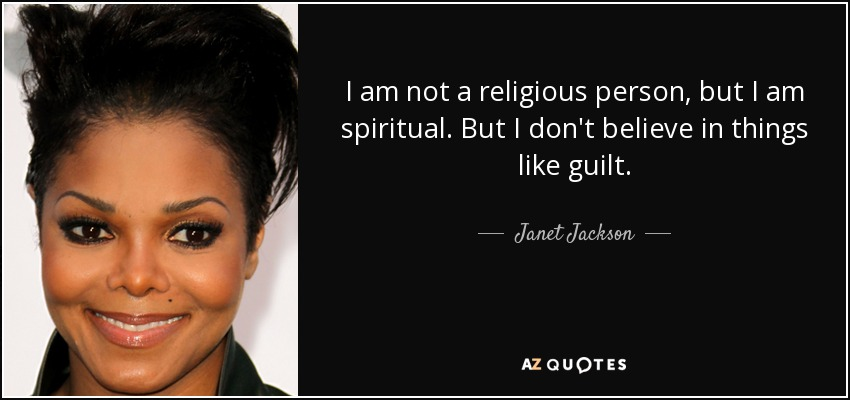 I am not a religious person, but I am
spiritual. But I don't believe in things
like guilt.
Janet Jackson
AZ QUOTES